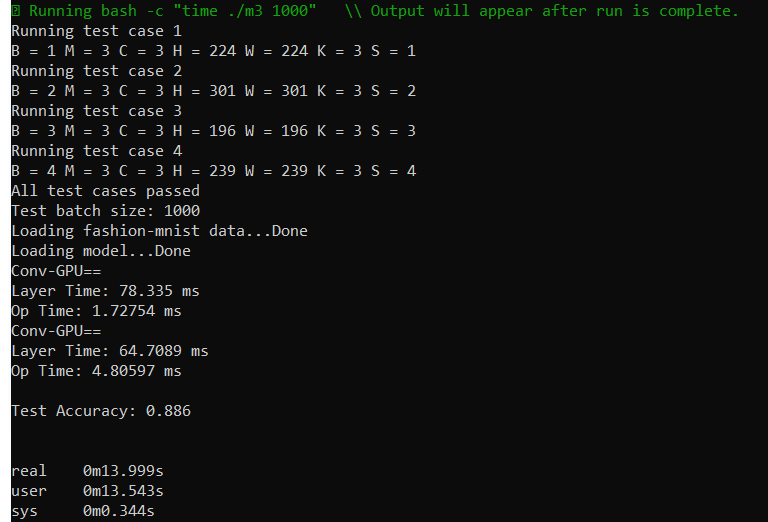 Running bash -c "time ./m3 1000"   \\ Output will appear after run is complete.
Running test case 1
B = 1 M = 3 C = 3 H = 224 W = 224 K = 3 S = 1
Running test case 2
B = 2 M = 3 C = 3 H = 301 W = 301 K = 3 S = 2
Running test case 3
B = 3 M = 3 C = 3 H = 196 W = 196 K = 3 S = 3
Running test case 4
B = 4 M = 3 C = 3 H = 239 W = 239 K = 3 S = 4
All test cases passed
Test batch size: 1000
Loading fashion-mnist data...Done
Loading model...Done
Conv-GPU==
Layer Time: 78.335 ms
Op Time: 1.72754 ms
Conv-GPU==
Layer Time: 64.7089 ms
Op Time: 4.80597 ms
Test Accuracy: 0.886
real    0m13.999s
user    0m13.543s
sys     0m0.344s